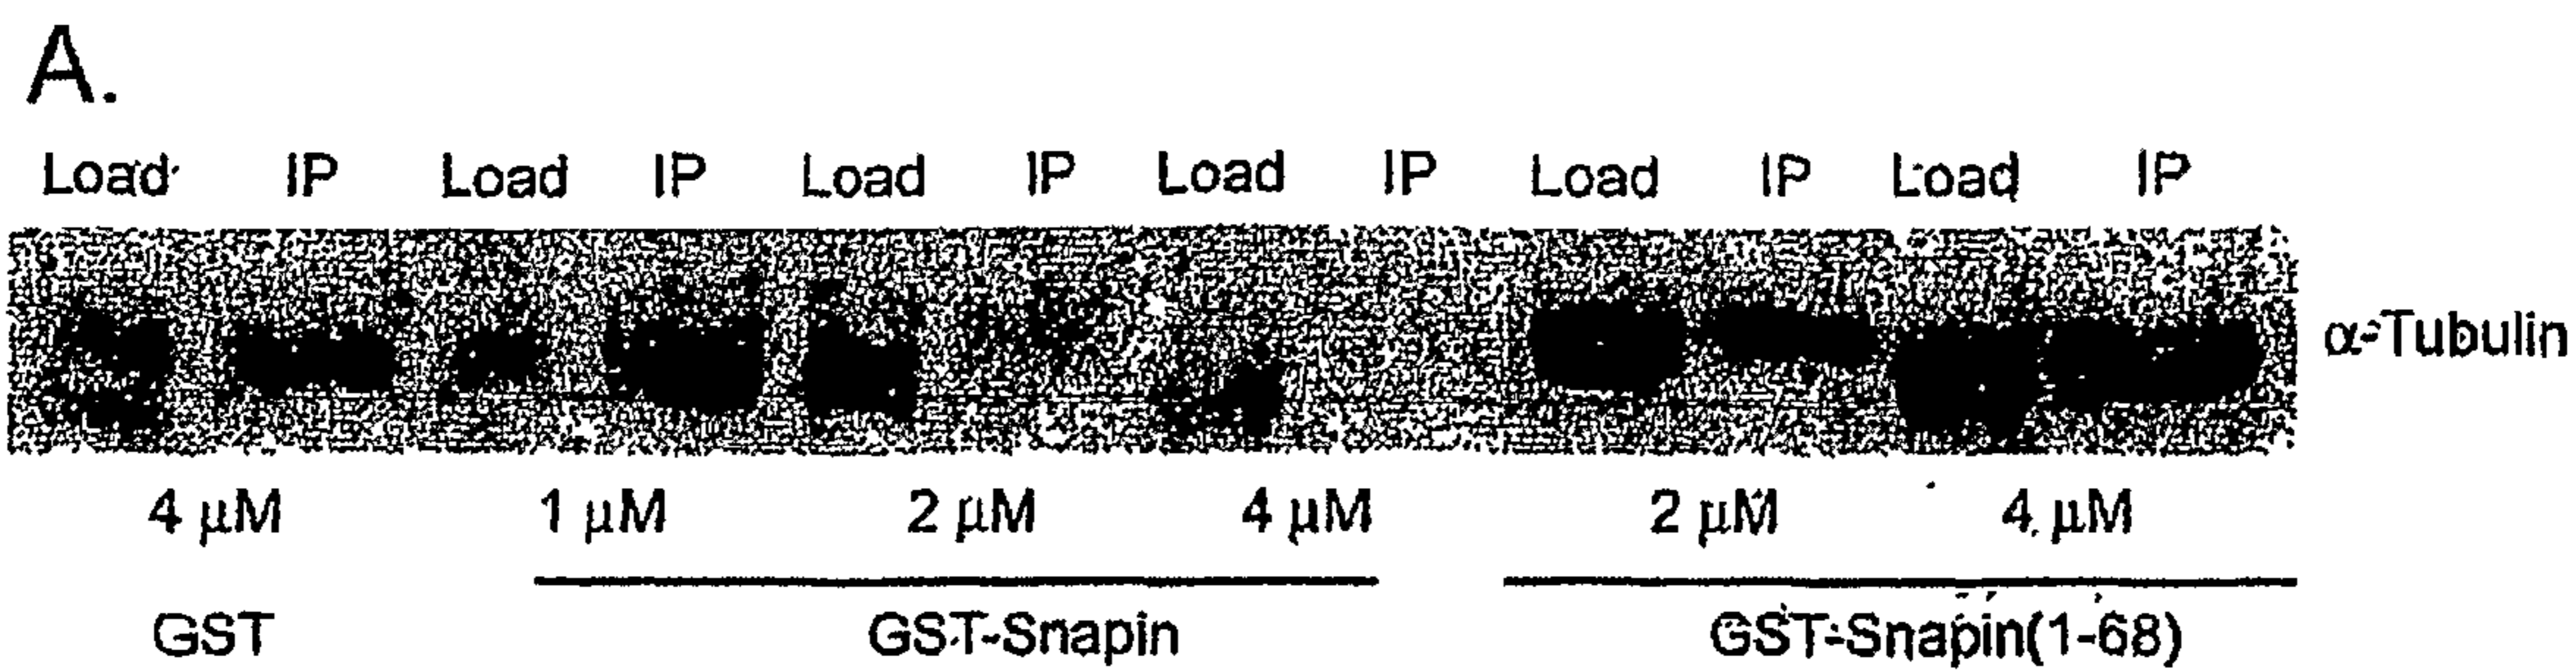 A.
Load IP Load IP Load IP Load IP Load IP Load IP
α-Tubulin
4 µM 1 µM 2 µM 4 µM 2 µM 4 µM
GST GST-Snapin GST-Snapin(1-68)